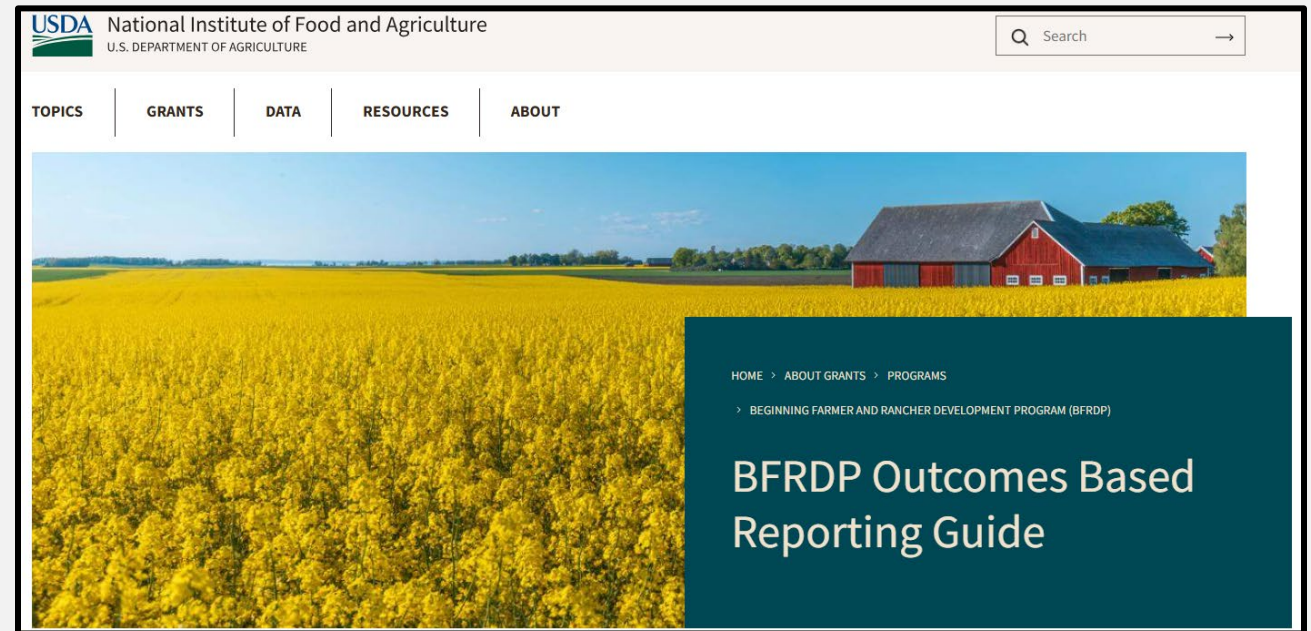 USDA
National Institute of Food and Agriculture
U.S. DEPARTMENT OF AGRICULTURE
Search
TOPICS
GRANTS
DATA
RESOURCES
ABOUT
HOME > ABOUT GRANTS > PROGRAMS
> BEGINNING FARMER AND RANCHER DEVELOPMENT PROGRAM (BFRDP)
BFRDP Outcomes Based
Reporting Guide